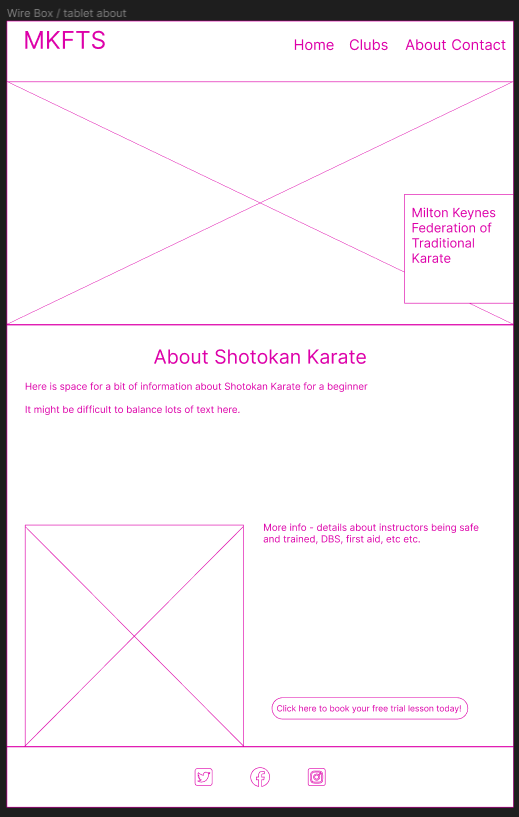 Wire Box / tablet about
MKFTS
Home Clubs About Contact
Milton Keynes
Federation of
Traditional
Karate
About Shotokan Karate
Here is space for a bit of information about Shotokan Karate for a beginner
It might be difficult to balance lots of text here.
More info - details about instructors being safe
and trained, DBS, first aid, etc etc.
Click here to book your free trial lesson today!